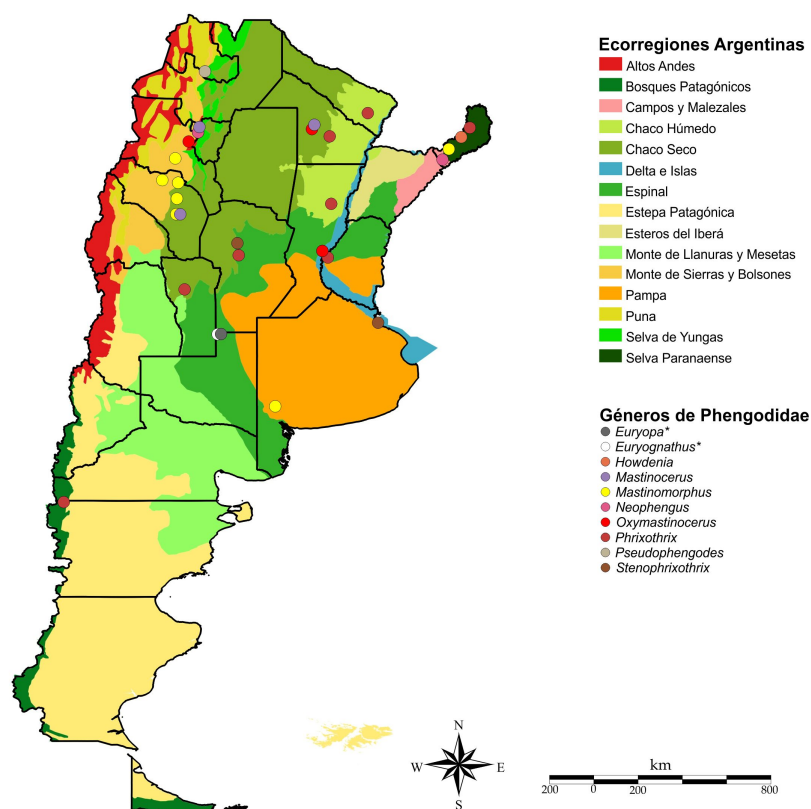 Ecorregiones Argentinas
Altos Andes
Bosques Patagónicos
Campos y Malezales
Chaco Húmedo
Chaco Seco
Delta e Islas
Espinal
Estepa Patagónica
Esteros del Iberá
Monte de Llanuras y Mesetas
Monte de Sierras y Bolsones
Pampa
Puna
Selva de Yungas
Selva Paranaense
Géneros de Phengodidae
Euryopa*
Euryognathus*
Howdenia
Mastinocerus
Mastinomorphus
Neophengus
Oxymastinocerus
Phrixothrix
Pseudophengodes
Stenophrixothrix
N
W E
S
km
200 0 200 800